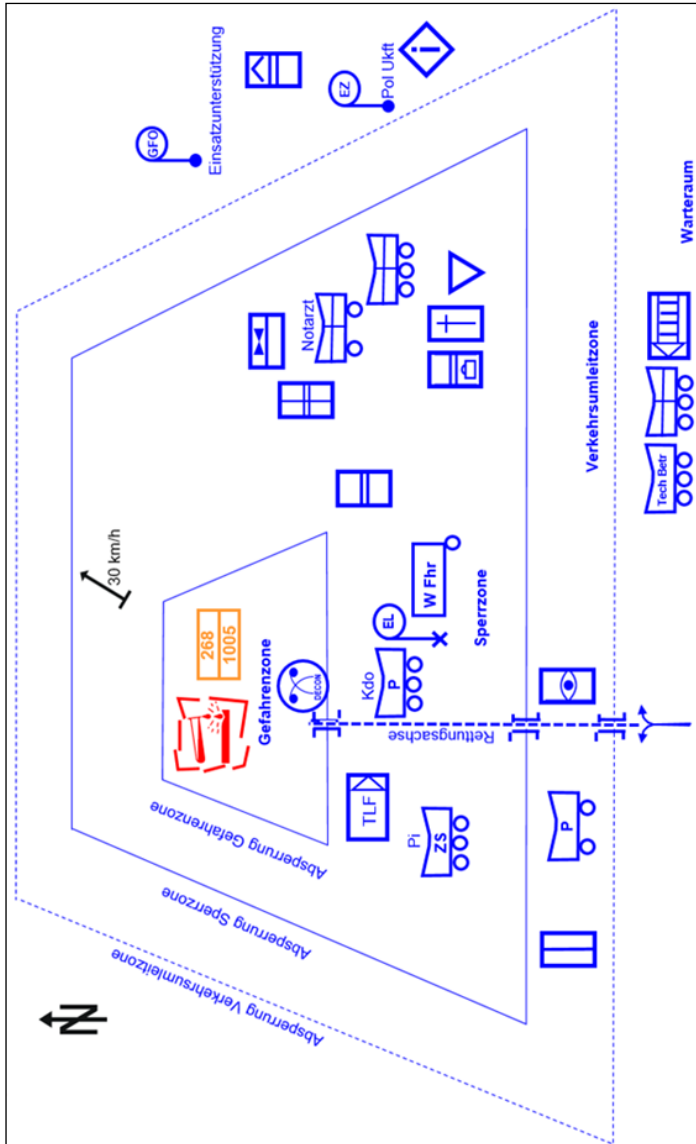 N
Absperrung Verkehrsumleitzone
Absperrung Sperrzone
Absperrung Gefahrenzone
30 km/h
268
1005
Gefahrenzone
DECON
GFO
Einsatzunterstützung
EZ
Pol Ukft
i
Notarzt
TLF
Kdo
P
EL
W Fhr
Rettungsachse
Pi
ZS
Sperrzone
P
Verkehrsumleitzone
Tech Betr
Warteraum